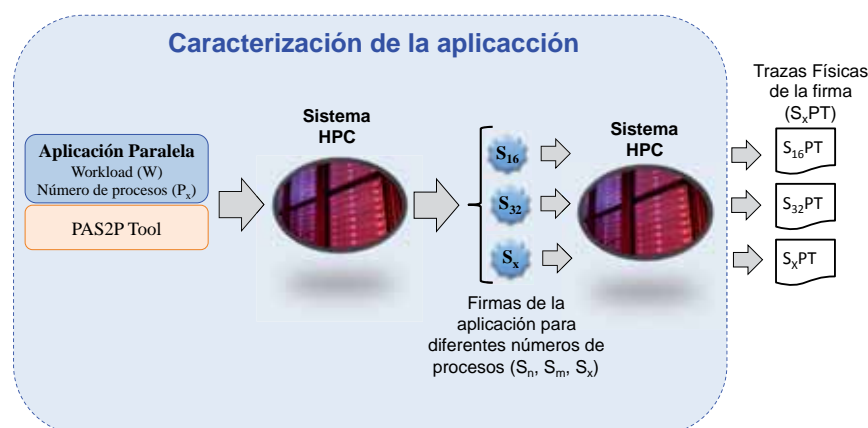 Caracterización de la aplicacción
Aplicación Paralela
Workload (W)
Número de procesos (Px)
PAS2P Tool
Sistema
HPC
S16
S32
Sx
Firmas de la
aplicación para
diferentes números de
procesos (Sn, Sm, Sx)
Sistema
HPC
Trazas Físicas
de la firma
(SxPT)
S16PT
S32PT
SxPT